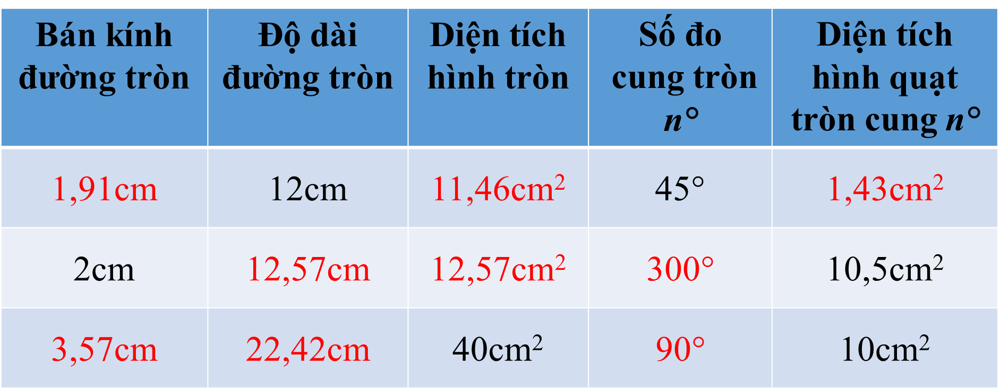 Bán kính
đường tròn
Độ dài
đường tròn
Diện tích
hình tròn
Số đo
cung tròn
n°
Diện tích
hình quạt
tròn cung n°
1,91cm
12cm
11,46cm²
45°
1,43cm²
2cm
12,57cm
12,57cm²
300°
10,5cm²
3,57cm
22,42cm
40cm²
90°
10cm²